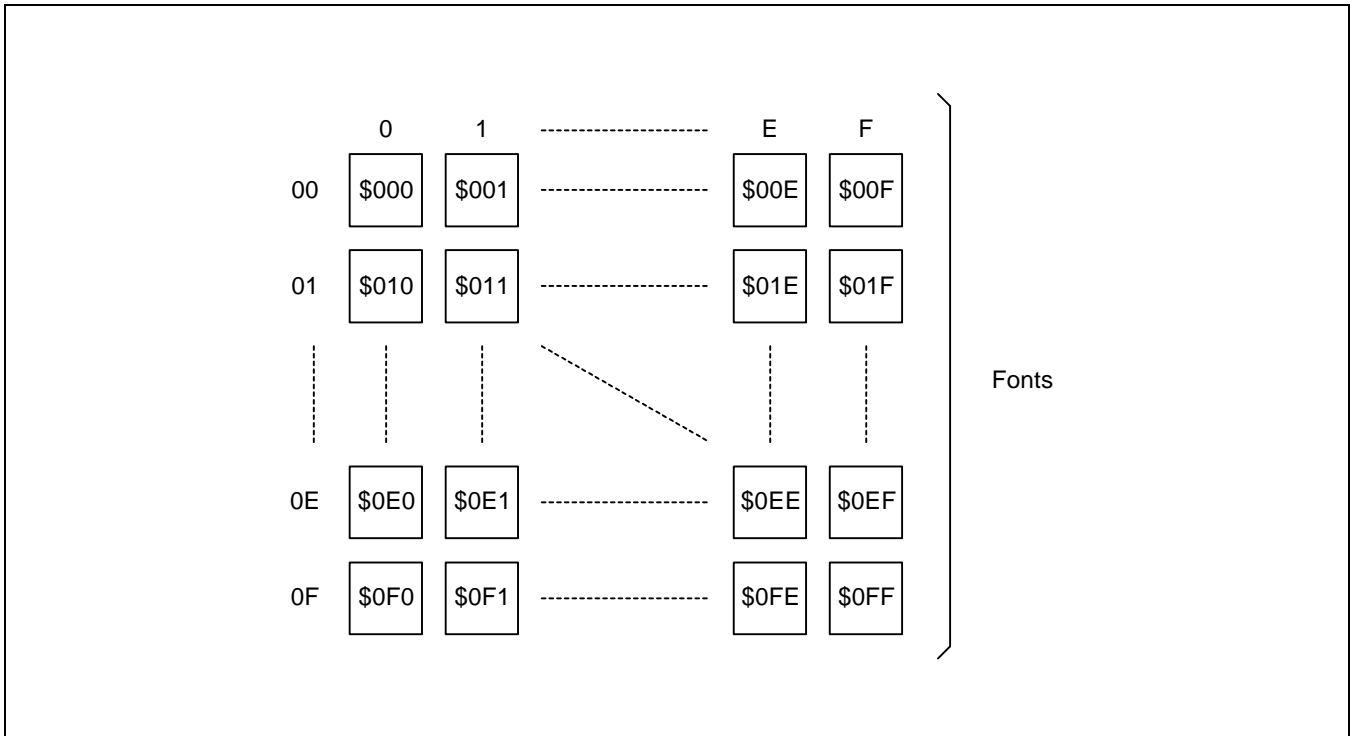 0 1 E F
00 $000 $001 $00E $00F
01 $010 $011 $01E $01F
Fonts
0E $0E0 $0E1 $0EE $0EF
0F $0F0 $0F1 $0FE $0FF